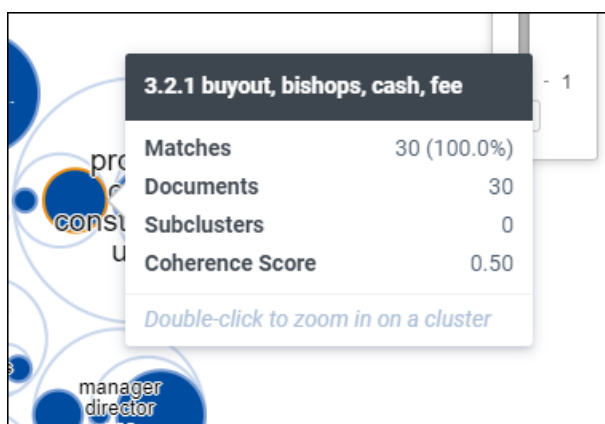 3.2.1 buyout, bishops, cash, fee
Matches 30 (100.0%)
Documents 30
Subclusters 0
Coherence Score 0.50
Double-click to zoom in on a cluster
- 1
manager
director